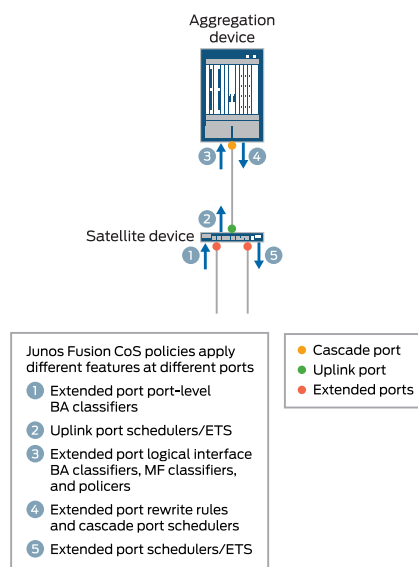 Aggregation
device
3
4
2
Satellite device
1
5
Junos Fusion CoS policies apply
different features at different ports
1 Extended port port-level
BA classifiers
2 Uplink port schedulers/ETS
3 Extended port logical interface
BA classifiers, MF classifiers,
and policers
4 Extended port rewrite rules
and cascade port schedulers
5 Extended port schedulers/ETS
Cascade port
Uplink port
Extended ports